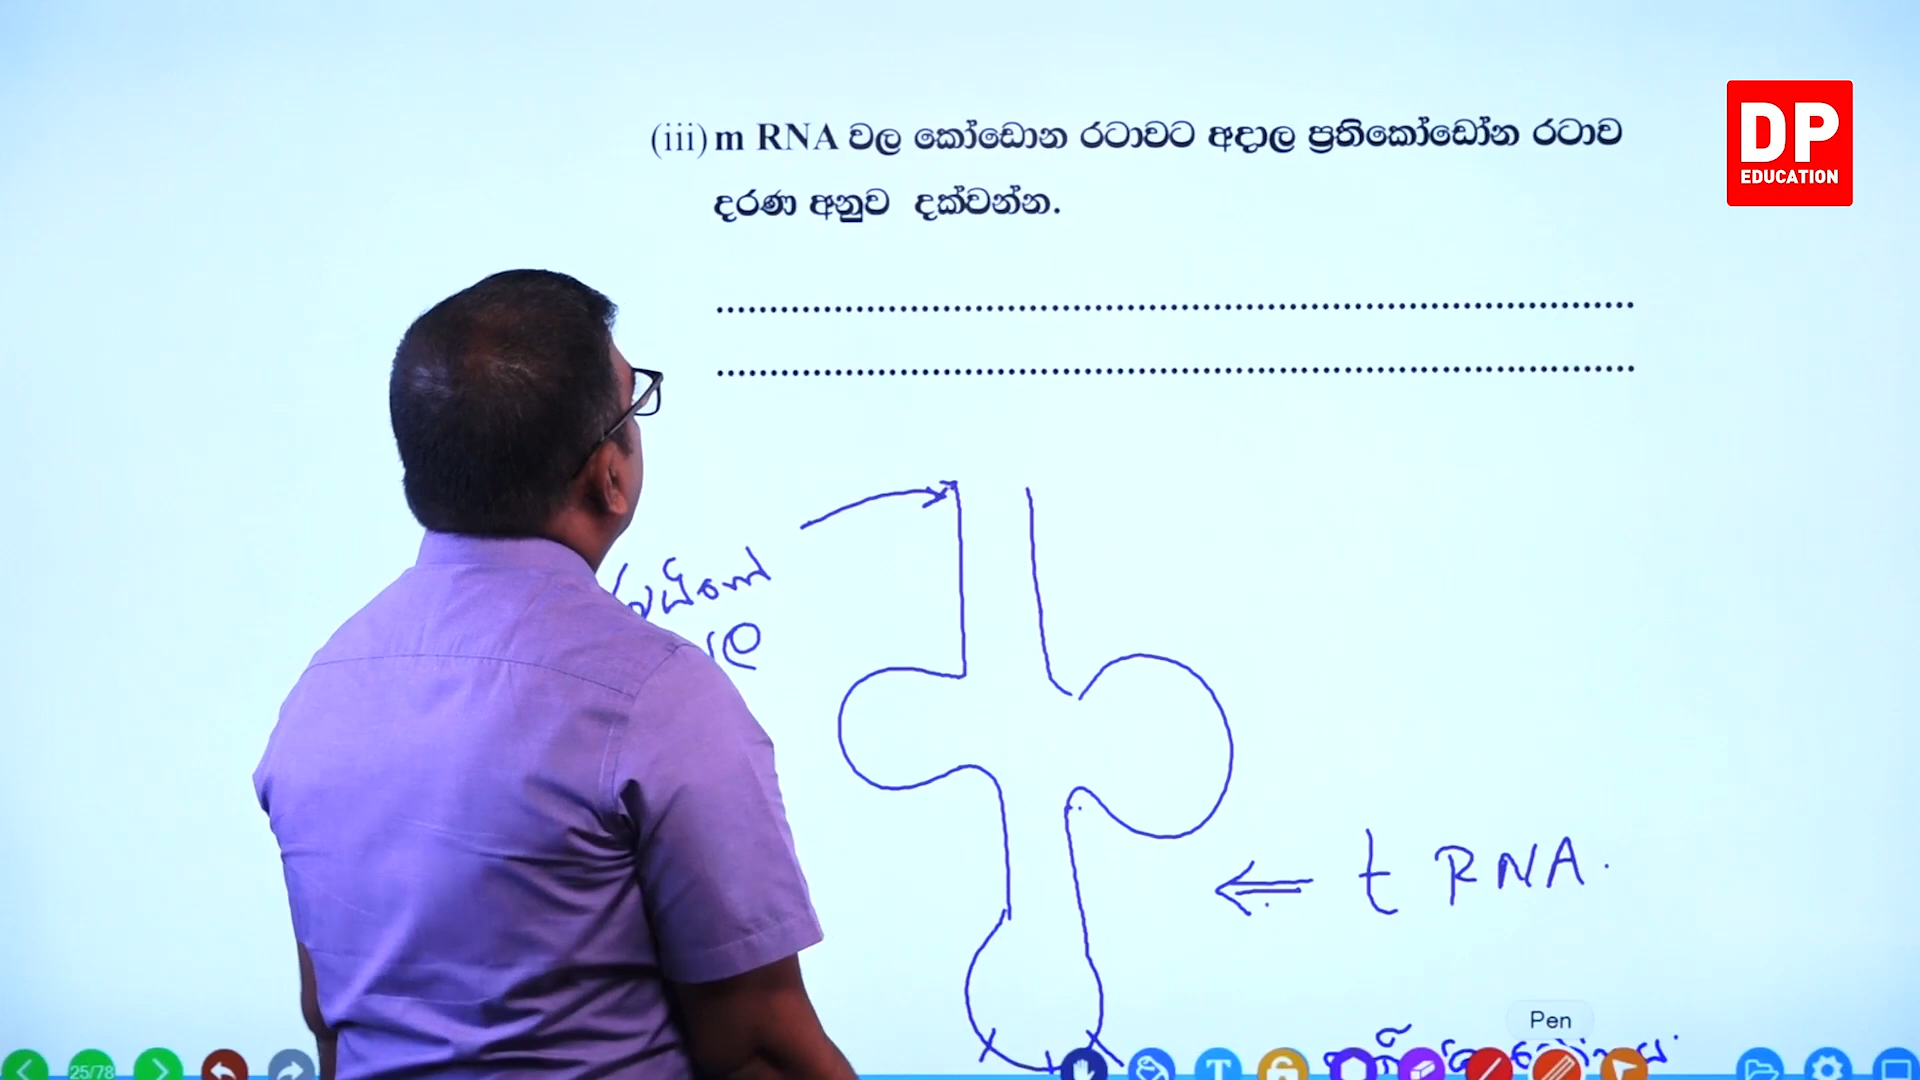 (iii) m RNA වල කෝඩොන රටාවට අදාල ප්‍රතිකෝඩෝන රටාව
දරණ අනුව දක්වන්න.
DP
EDUCATION
t RNA.
Pen
25/78
T